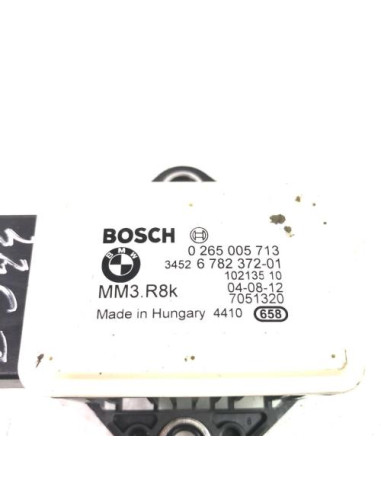 BOSCH
0 265 005 713
BMW
3452 6 782 372-01
102135 10
MM3.R8k
04-08-12
7051320
Made in Hungary 4410
658